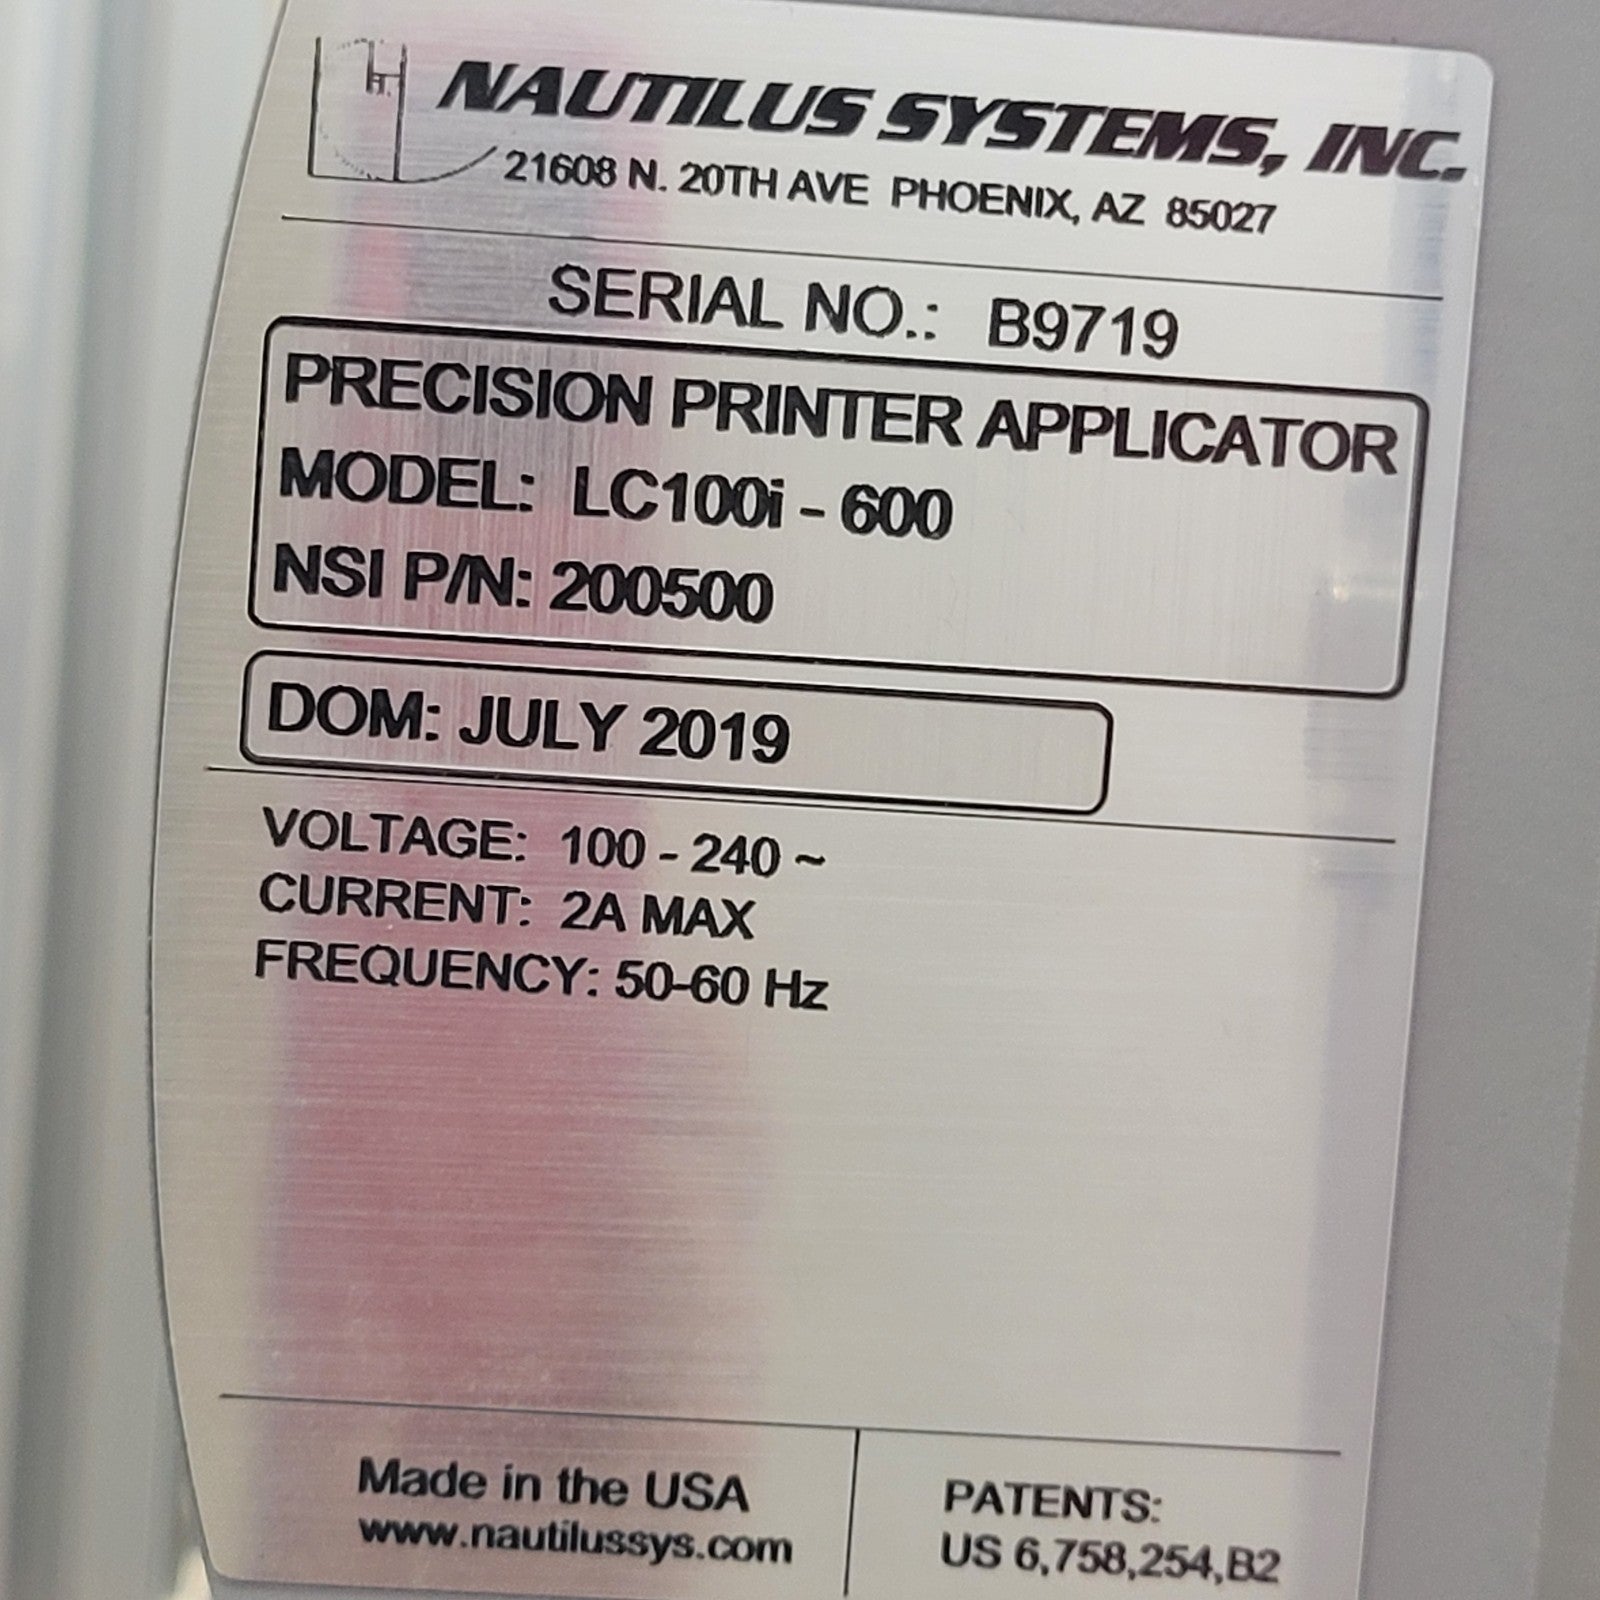 H
H.
NAUTILUS SYSTEMS, INC.
21608 N. 20TH AVE PHOENIX, AZ 85027
SERIAL NO.: B9719
PRECISION PRINTER APPLICATOR
MODEL: LC100i - 600
NSI P/N: 200500
DOM: JULY 2019
VOLTAGE: 100 - 240 ~
CURRENT: 2A MAX
FREQUENCY: 50-60 Hz
Made in the USA
www.nautilussys.com
PATENTS:
US 6,758,254,B2